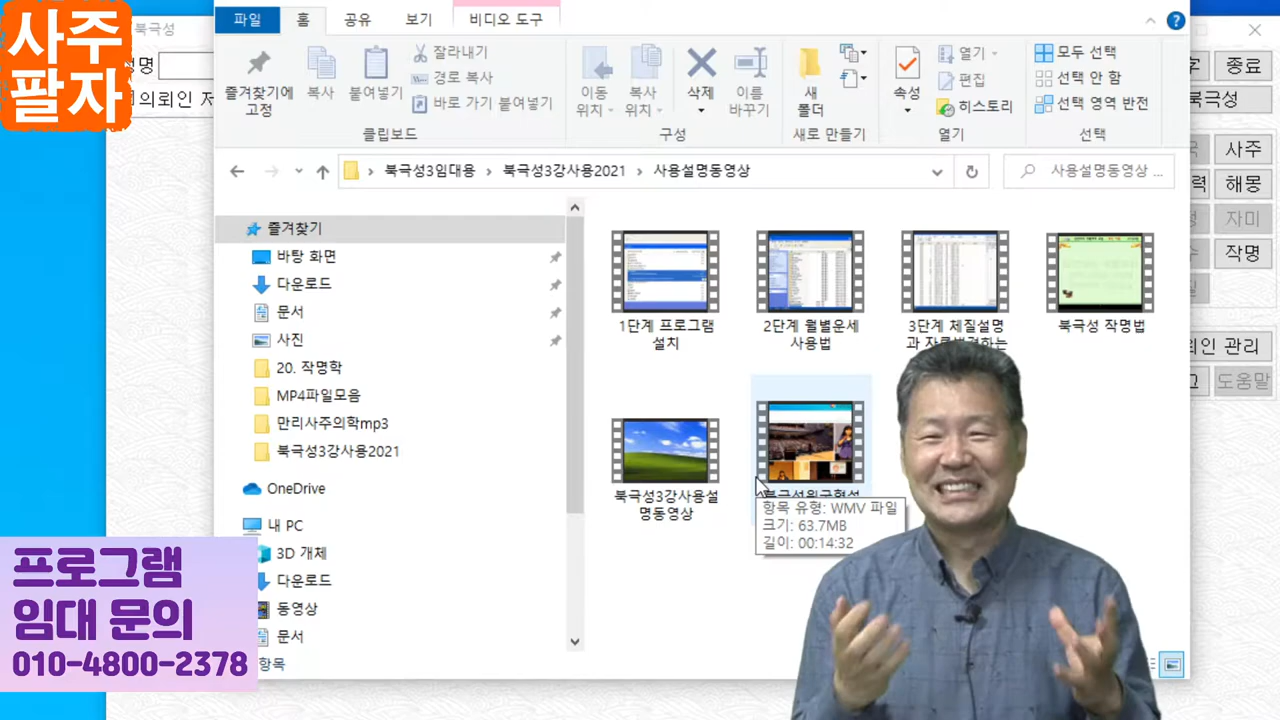 사주
팔자
북극성
성명
의뢰인 저
파일
홈
공유
보기
비디오 도구
즐겨찾기에
고정
복사
붙여넣기
잘라내기
경로 복사
바로 가기 붙여넣기
클립보드
이동
위치
복사
위치
삭제
이름
바꾸기
구성
새
폴더
새로 만들기
속성
열기
편집
히스토리
열기
모두 선택
선택 안 함
선택 영역 반전
선택
북극성3임대용 › 북극성3강사용2021 › 사용설명동영상
사용설명동영상 ...
즐겨찾기
바탕 화면
다운로드
문서
사진
20. 작명학
MP4파일모음
만리사주의학mp3
북극성3강사용2021
OneDrive
내 PC
3D 개체
다운로드
동영상
문서
항목
1단계 프로그램
설치
2단계 월별운세
사용법
3단계 체질설명
북극성 작명법
북극성3강사용설
명동영상
항목 유형: WMV 파일
크기: 63.7MB
길이: 00:14:32
字
종료
북극성
사주
해몽
자미
작명
의뢰인 관리
도움말
프로그램
임대 문의
010-4800-2378